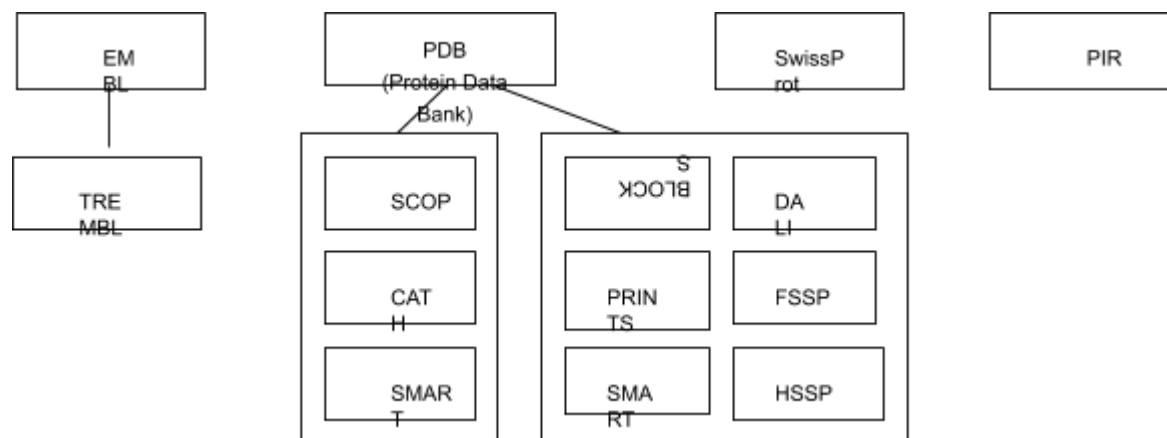 EM
BL
PDB
(Protein Data
Bank)
SwissP
rot
PIR
TRE
MBL
SCOP
BLOCK
S
DA
LI
CAT
H
PRIN
TS
FSSP
SMAR
T
SMA
RT
HSSP